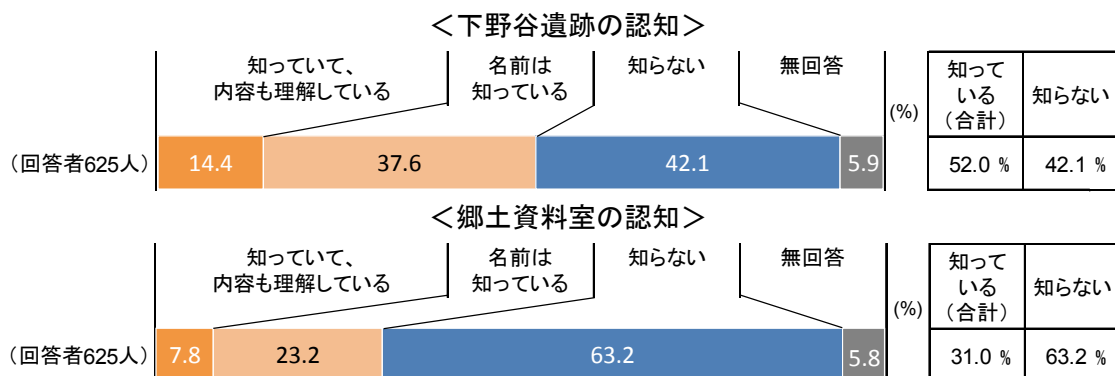 ＜下野谷遺跡の認知＞
知っていて、
内容も理解している
名前は
知っている
知らない
無回答
(%)
知って
いる
（合計）
知らない
（回答者625人）
14.4
37.6
42.1
5.9
52.0 %
42.1 %
＜郷土資料室の認知＞
知っていて、
内容も理解している
名前は
知っている
知らない
無回答
(%)
知って
いる
（合計）
知らない
（回答者625人）
7.8
23.2
63.2
5.8
31.0 %
63.2 %